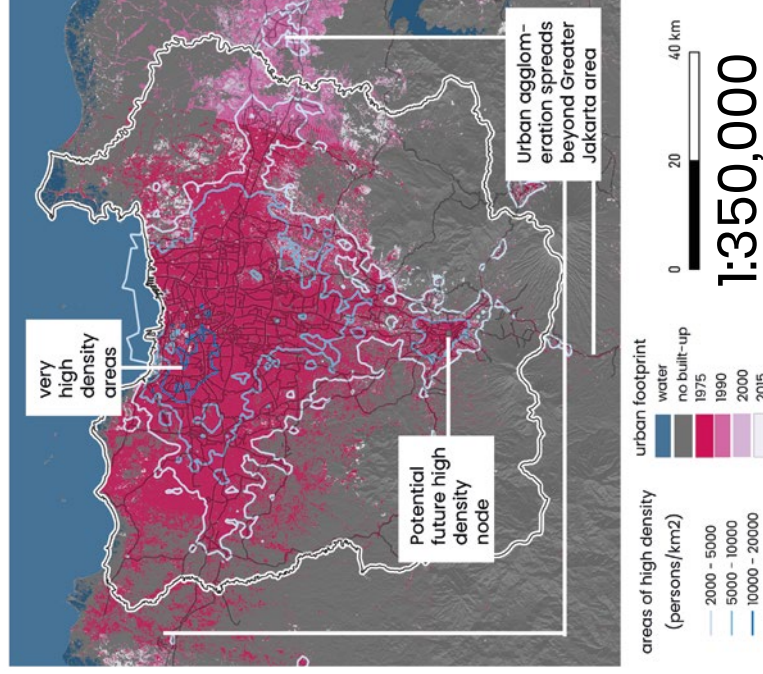 very
high
density
areas
Potential
future high
density
node
Urban agglom-
eration spreads
beyond Greater
Jakarta area
areas of high density
(persons/km2)
2000 - 5000
5000 - 10000
10000 - 20000
urban footprint
water
no built-up
1975
1990
2000
2015
0
20
40 km
1:350,000